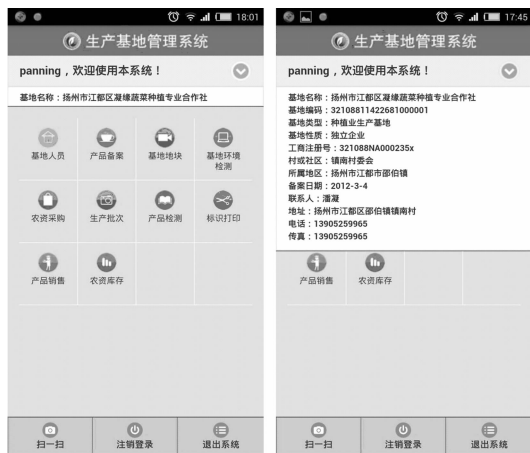 18:01
生产基地管理系统
panning，欢迎使用本系统！
基地名称：扬州市江都区凝缘蔬菜种植专业合作社
基地人员
产品备案
基地地块
基地环境
检测
农资采购
生产批次
产品检测
标识打印
产品销售
农资库存
扫一扫
注销登录
退出系统
17:45
生产基地管理系统
panning，欢迎使用本系统！
基地名称：扬州市江都区凝缘蔬菜种植专业合作社
基地编码：32108811422681000001
基地类型：种植业生产基地
基地性质：独立企业
工商注册号：321088NA000235x
村或社区：镇南村委会
所属地区：扬州市江都市邵伯镇
备案日期：2012-3-4
联系人：潘凝
地址：扬州市江都区邵伯镇镇南村
电话：13905259965
传真：13905259965
产品销售
农资库存
扫一扫
注销登录
退出系统